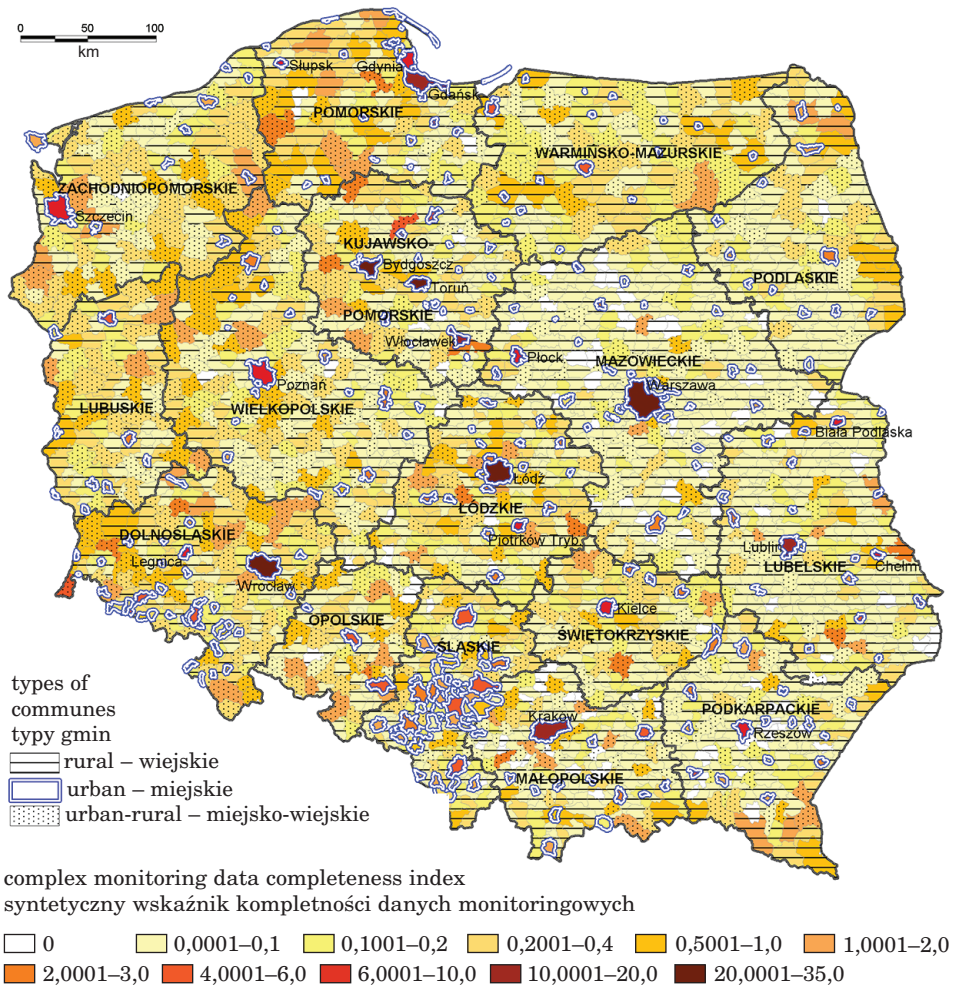 0 50 100
km
Słupsk
Gdynia
Gdańsk
POMORSKIE
WARMIŃSKO-MAZURSKIE
ZACHODNIOPOMORSKIE
Szczecin
KUJAWSKO-
Bydgoszcz
Toruń
PODLASKIE
POMORSKIE
Włocławek
Płock
MAZOWIECKIE
Warszawa
Poznań
LUBUSKIE
WIELKOPOLSKIE
Biała Podlaska
Łódź
ŁÓDZKIE
DOLNOŚLĄSKIE
Piotrków Tryb.
Legnica
Lublin
Chełm
LUBELSKIE
Wrocław
OPOLSKIE
Kielce
ŚLĄSKIE
ŚWIĘTOKRZYSKIE
types of
communes
typy gmin
Kraków
PODKARPACKIE
Rzeszów
rural – wiejskie
MAŁOPOLSKIE
urban – miejskie
urban-rural – miejsko-wiejskie
complex monitoring data completeness index
syntetyczny wskaźnik kompletności danych monitoringowych
0 0,0001–0,1 0,1001–0,2 0,2001–0,4 0,5001–1,0 1,0001–2,0
2,0001–3,0 4,0001–6,0 6,0001–10,0 10,0001–20,0 20,0001–35,0